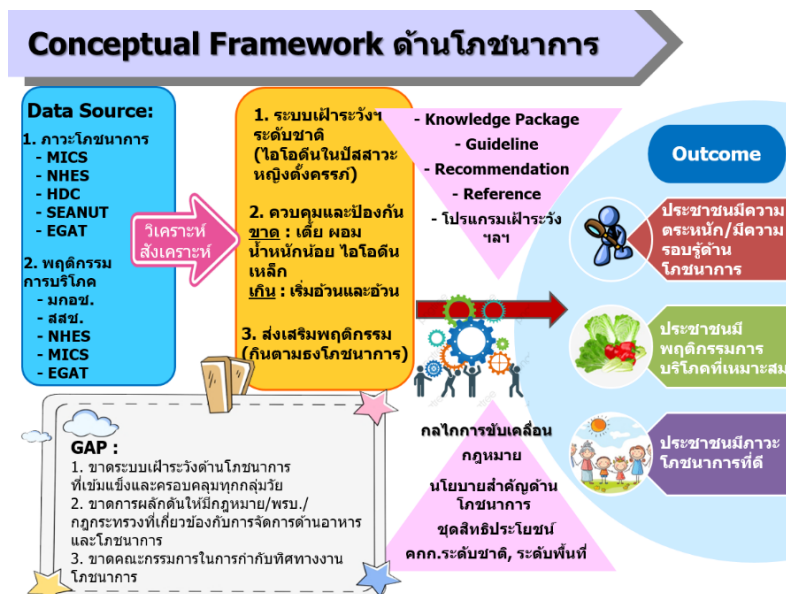 Conceptual Framework ด้านโภชนาการ
Data Source:
1. ภาวะโภชนาการ
- MICS
- NHES
- HDC
- SEANUT
- EGAT
2. พฤติกรรม
การบริโภค
- มกอช.
- สสช.
- NHES
- MICS
- EGAT
วิเคราะห์
สังเคราะห์
1. ระบบเฝ้าระวังฯ
ระดับชาติ
(ไอโอดีนในปัสสาวะ
หญิงตั้งครรภ์)
2. ควบคุมและป้องกัน
ขาด : เตี้ย ผอม
น้ำหนักน้อย ไอโอดีน
เหล็ก
เกิน : เริ่มอ้วนและอ้วน
3. ส่งเสริมพฤติกรรม
(กินตามธงโภชนาการ)
- Knowledge Package
- Guideline
- Recommendation
- Reference
- โปรแกรมเฝ้าระวัง
ฯลฯ
กลไกการขับเคลื่อน
กฎหมาย
นโยบายสำคัญด้าน
โภชนาการ
ชุดสิทธิประโยชน์
คกก.ระดับชาติ, ระดับพื้นที่
Outcome
ประชาชนมีความ
ตระหนัก/มีความ
รอบรู้ด้าน
โภชนาการ
ประชาชนมี
พฤติกรรมการ
บริโภคที่เหมาะสม
ประชาชนมีภาวะ
โภชนาการที่ดี
GAP :
1. ขาดระบบเฝ้าระวังด้านโภชนาการ
ที่เข้มแข็งและครอบคลุมทุกกลุ่มวัย
2. ขาดการผลักดันให้มีกฎหมาย/พรบ./
กฎกระทรวงที่เกี่ยวข้องกับการจัดการด้านอาหาร
และโภชนาการ
3. ขาดคณะกรรมการในการกำกับทิศทางงาน
โภชนาการ